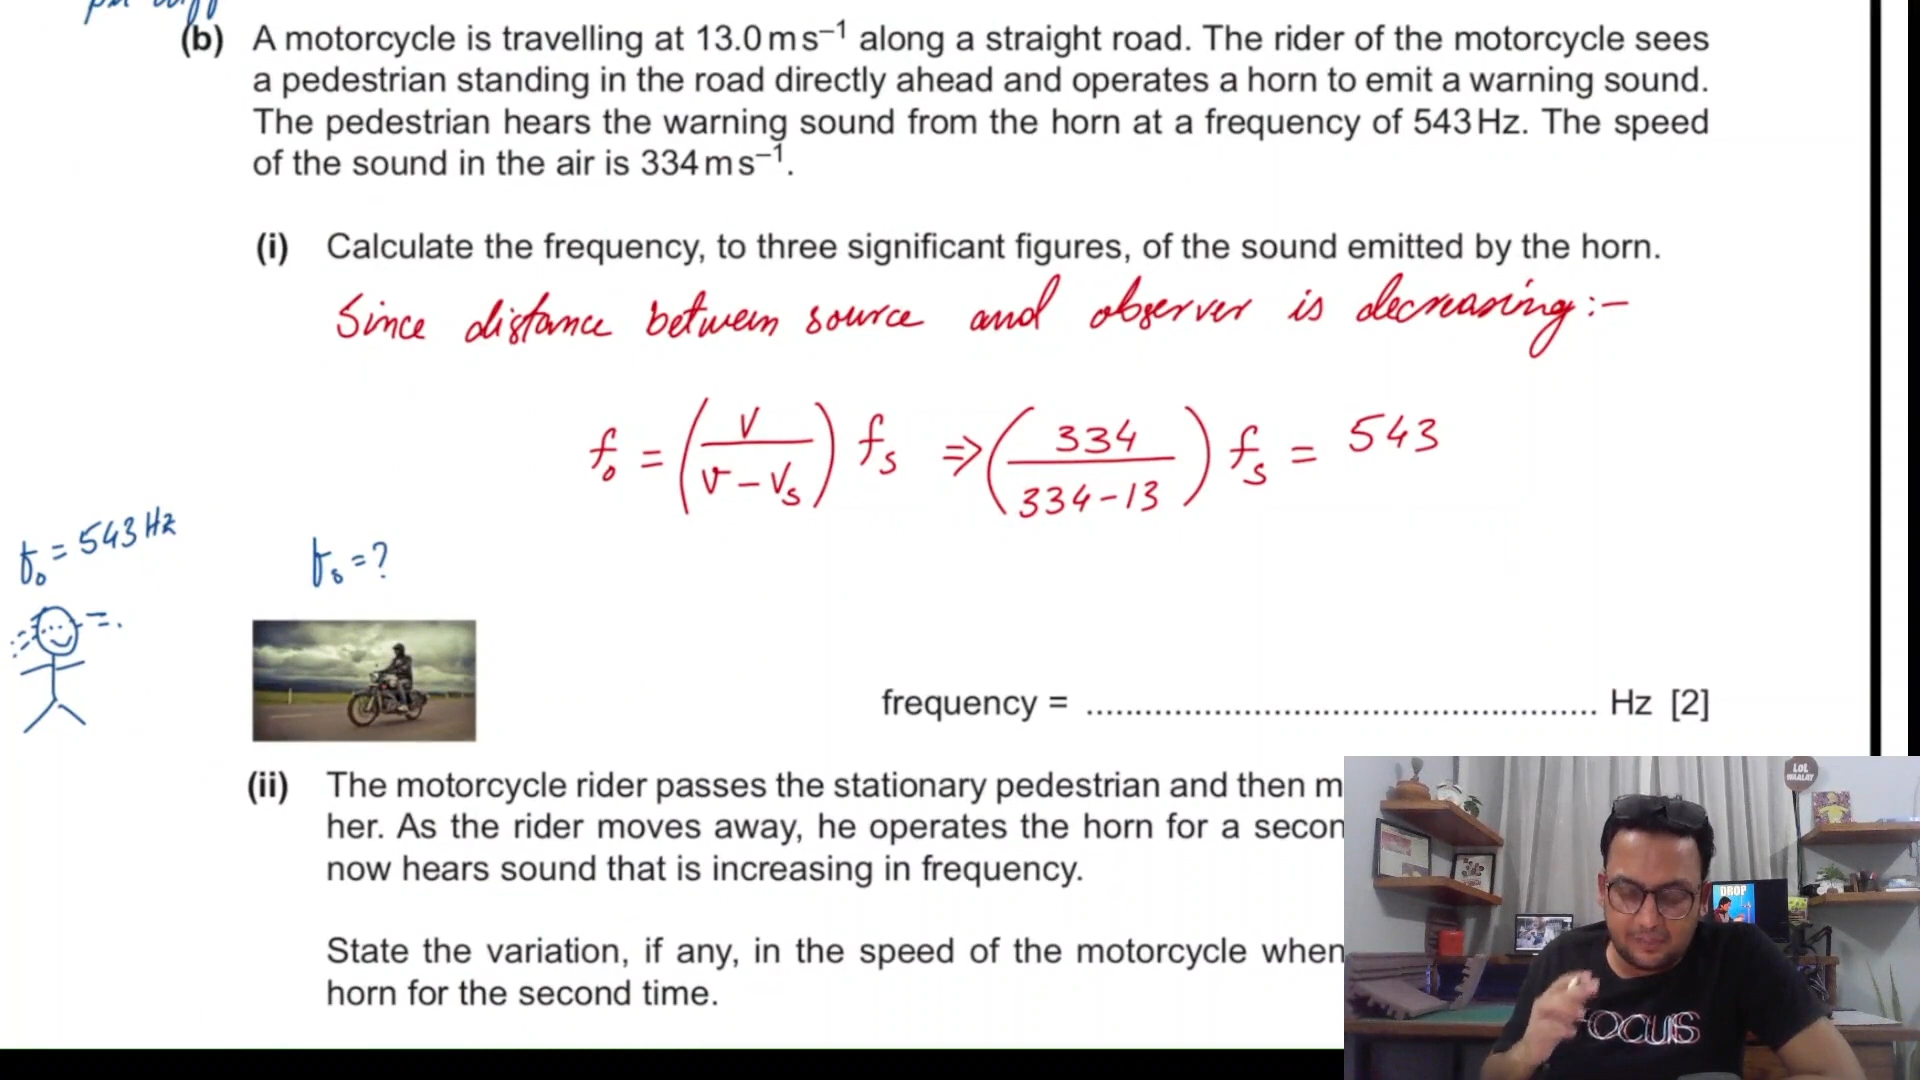 (b) A motorcycle is travelling at 13.0 m s⁻¹ along a straight road. The rider of the motorcycle sees
a pedestrian standing in the road directly ahead and operates a horn to emit a warning sound.
The pedestrian hears the warning sound from the horn at a frequency of 543 Hz. The speed
of the sound in the air is 334 m s⁻¹.
(i) Calculate the frequency, to three significant figures, of the sound emitted by the horn.
Since distance between source and observer is decreasing:-
f₀ = (v / (v - vₛ)) fₛ ⇒ (334 / (334-13)) fₛ = 543
f₀ = 543 Hz
fₛ = ?
frequency = .................................................... Hz [2]
(ii) The motorcycle rider passes the stationary pedestrian and then m
her. As the rider moves away, he operates the horn for a secon
now hears sound that is increasing in frequency.
State the variation, if any, in the speed of the motorcycle when
horn for the second time.
LOL
WAALAY
DROP
OCUS